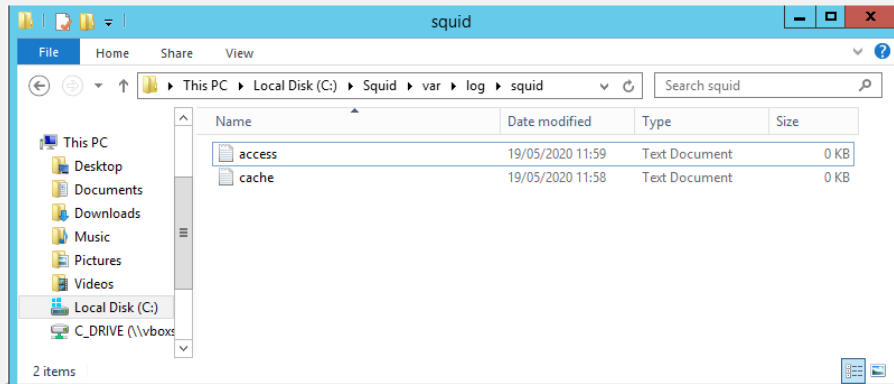 squid
File Home Share View
This PC Local Disk (C:) Squid var log squid Search squid
Name Date modified Type Size
This PC
Desktop
Documents
Downloads
Music
Pictures
Videos
Local Disk (C:)
C_DRIVE (\\vboxs
access 19/05/2020 11:59 Text Document 0 KB
cache 19/05/2020 11:58 Text Document 0 KB
2 items